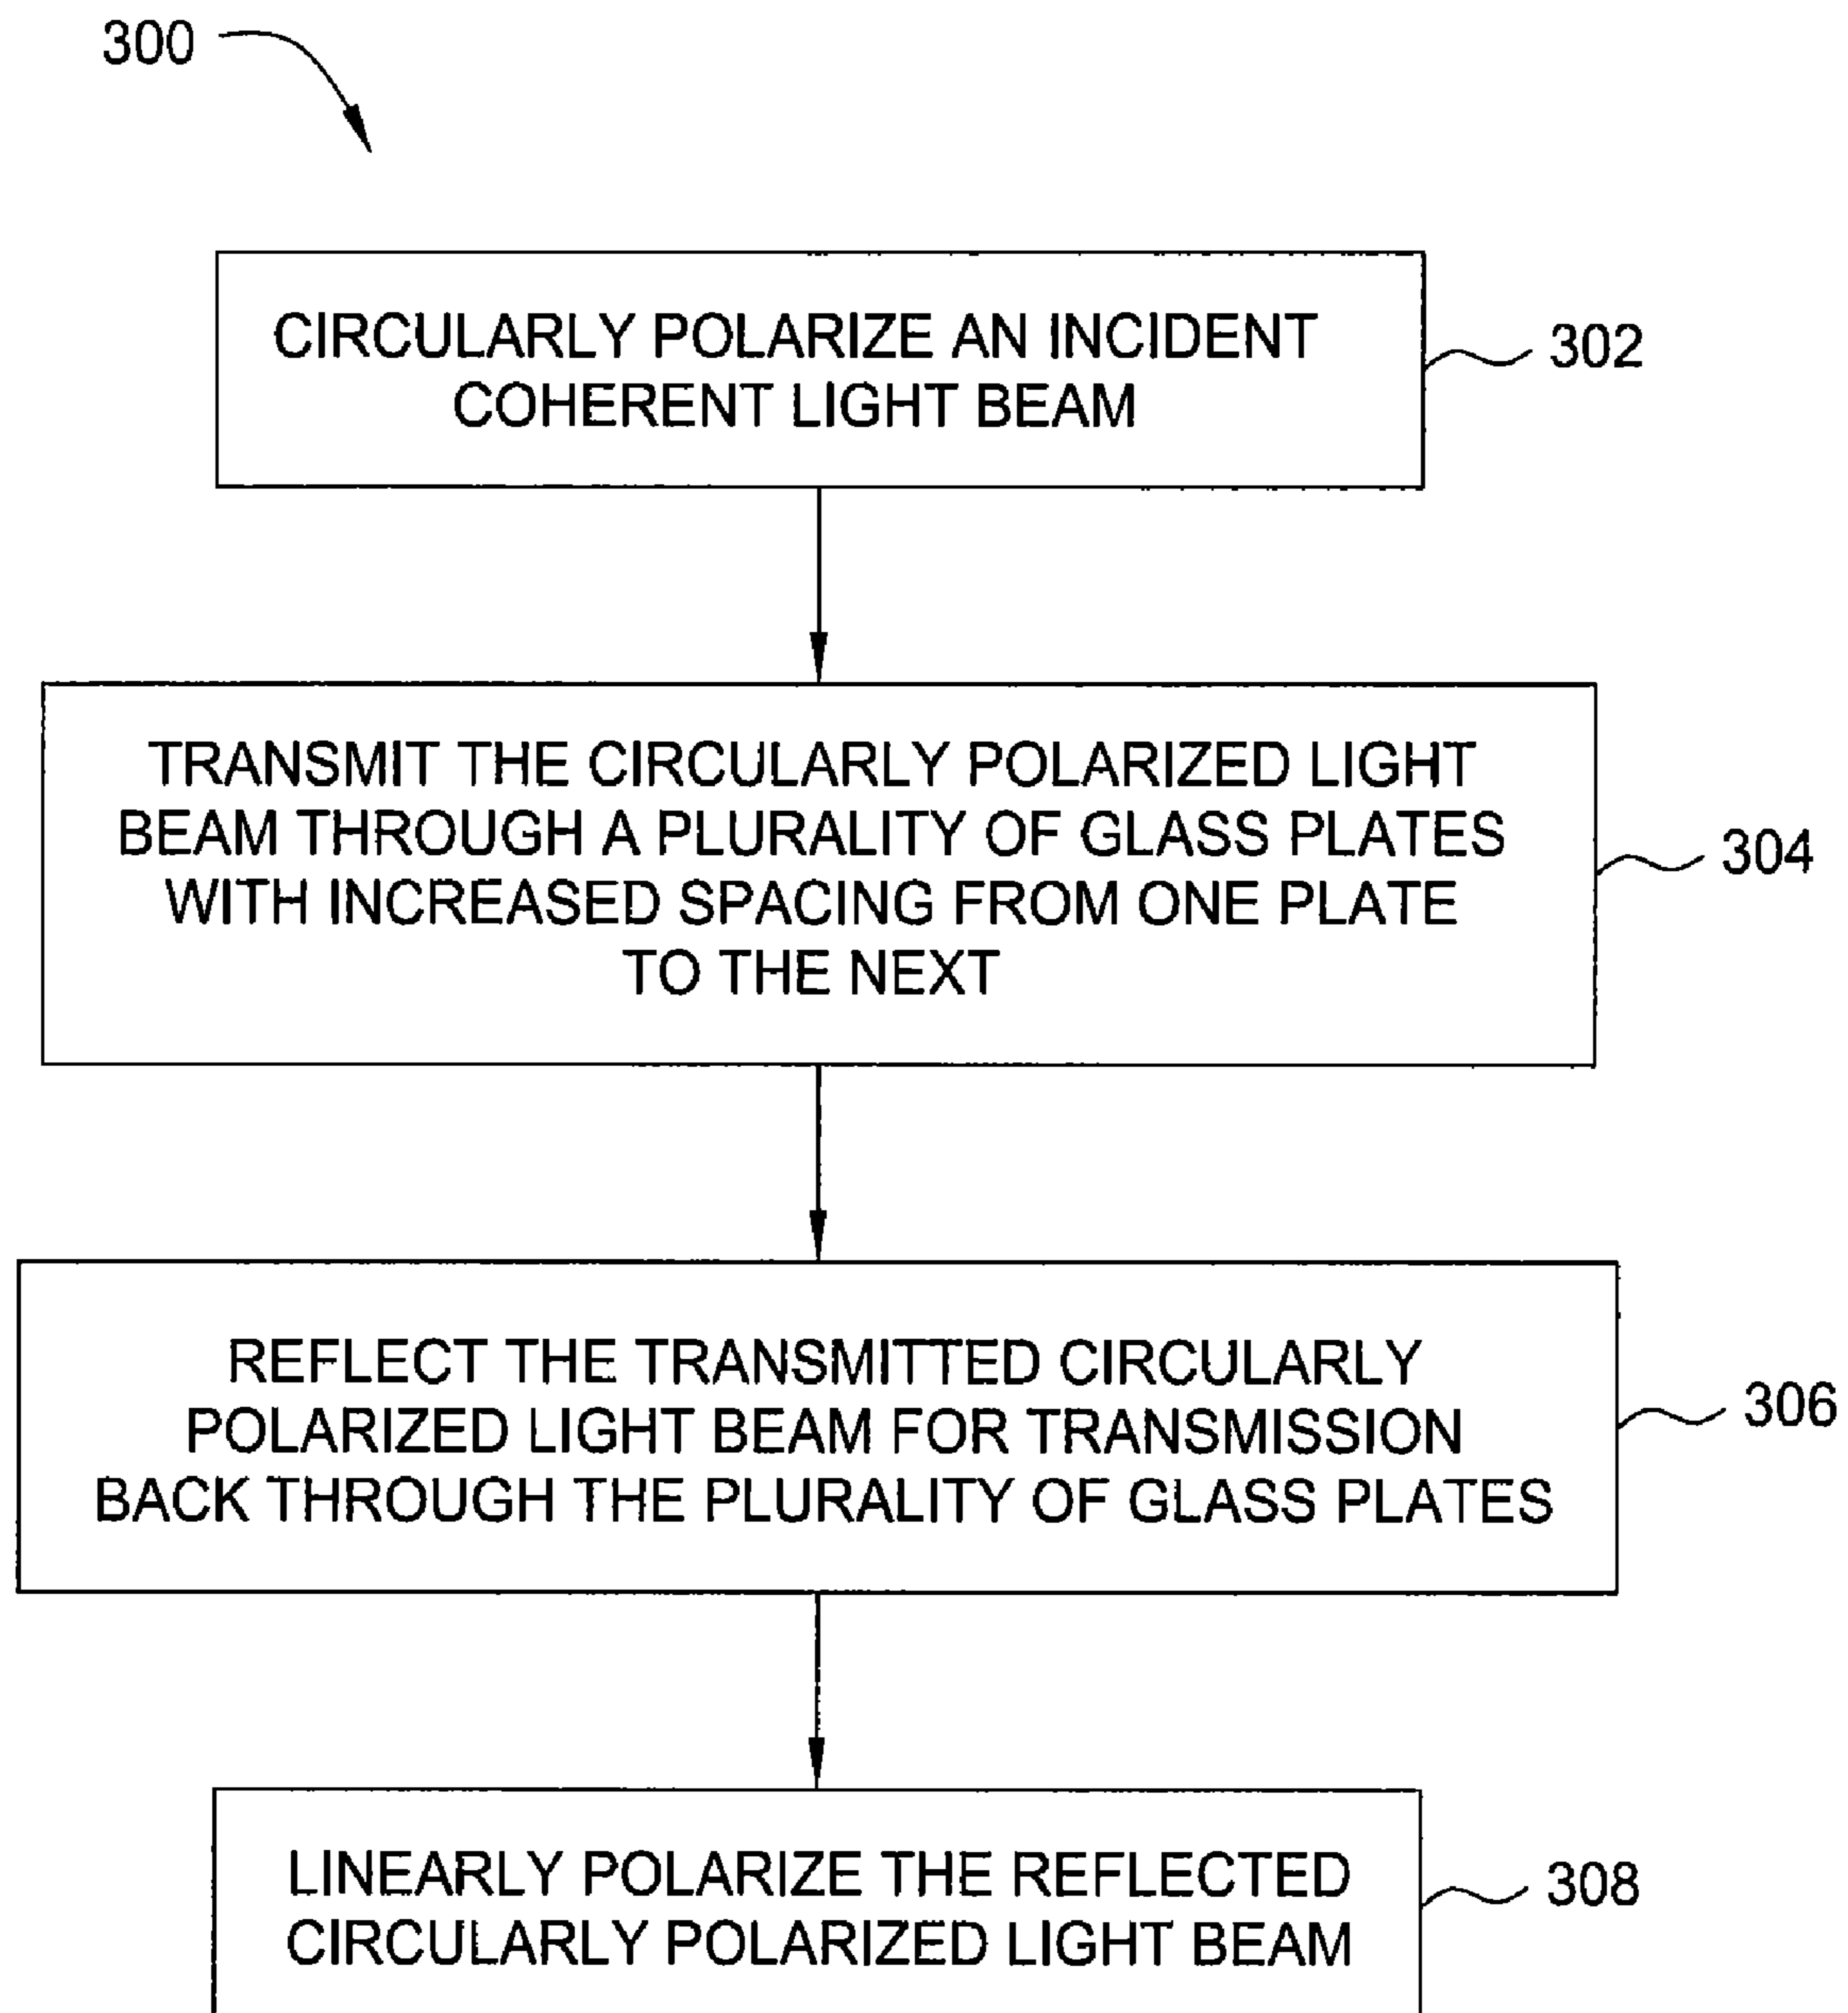 300
CIRCULARLY POLARIZE AN INCIDENT
COHERENT LIGHT BEAM
302
TRANSMIT THE CIRCULARLY POLARIZED LIGHT
BEAM THROUGH A PLURALITY OF GLASS PLATES
WITH INCREASED SPACING FROM ONE PLATE
TO THE NEXT
304
REFLECT THE TRANSMITTED CIRCULARLY
POLARIZED LIGHT BEAM FOR TRANSMISSION
BACK THROUGH THE PLURALITY OF GLASS PLATES
306
LINEARLY POLARIZE THE REFLECTED
CIRCULARLY POLARIZED LIGHT BEAM
308